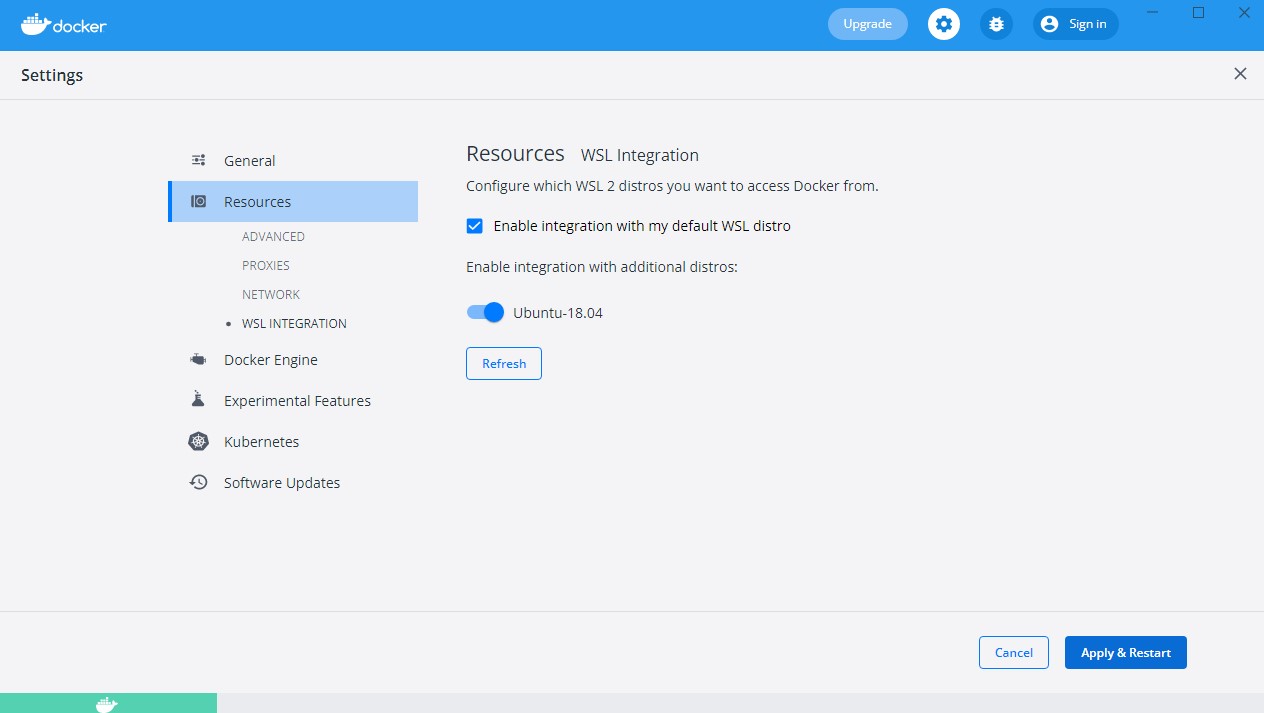 docker
Upgrade
Sign in
Settings
General
Resources
ADVANCED
PROXIES
NETWORK
WSL INTEGRATION
Docker Engine
Experimental Features
Kubernetes
Software Updates
Resources WSL Integration
Configure which WSL 2 distros you want to access Docker from.
Enable integration with my default WSL distro
Enable integration with additional distros:
Ubuntu-18.04
Refresh
Cancel
Apply & Restart